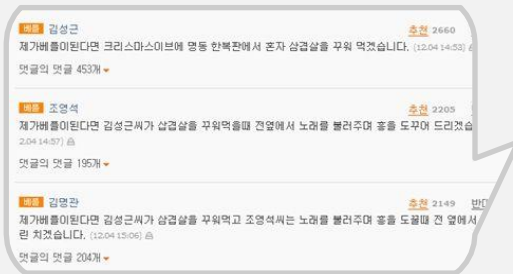 베플 김성근 추천 2660
제가베플이된다면 크리스마스이브에 명동 한복판에서 혼자 삼겹살을 꾸워 먹겠습니다. (12.04 14:53)
댓글의 댓글 453개
베플 조영석 추천 2205
제가베플이된다면 김성근씨가 삼겹살을 꾸워먹을때 전옆에서 노래를 불러주며 흥을 도꾸어 드리겠습
2.04 14:57)
댓글의 댓글 195개
베플 김명관 추천 2149 반대
제가베플이된다면 김성근씨가 삼겹살을 꾸워먹고 조영석씨는 노래를 불러주며 흥을 도꿀때 전 옆에서
린 치겠습니다. (12.04 15:06)
댓글의 댓글 204개